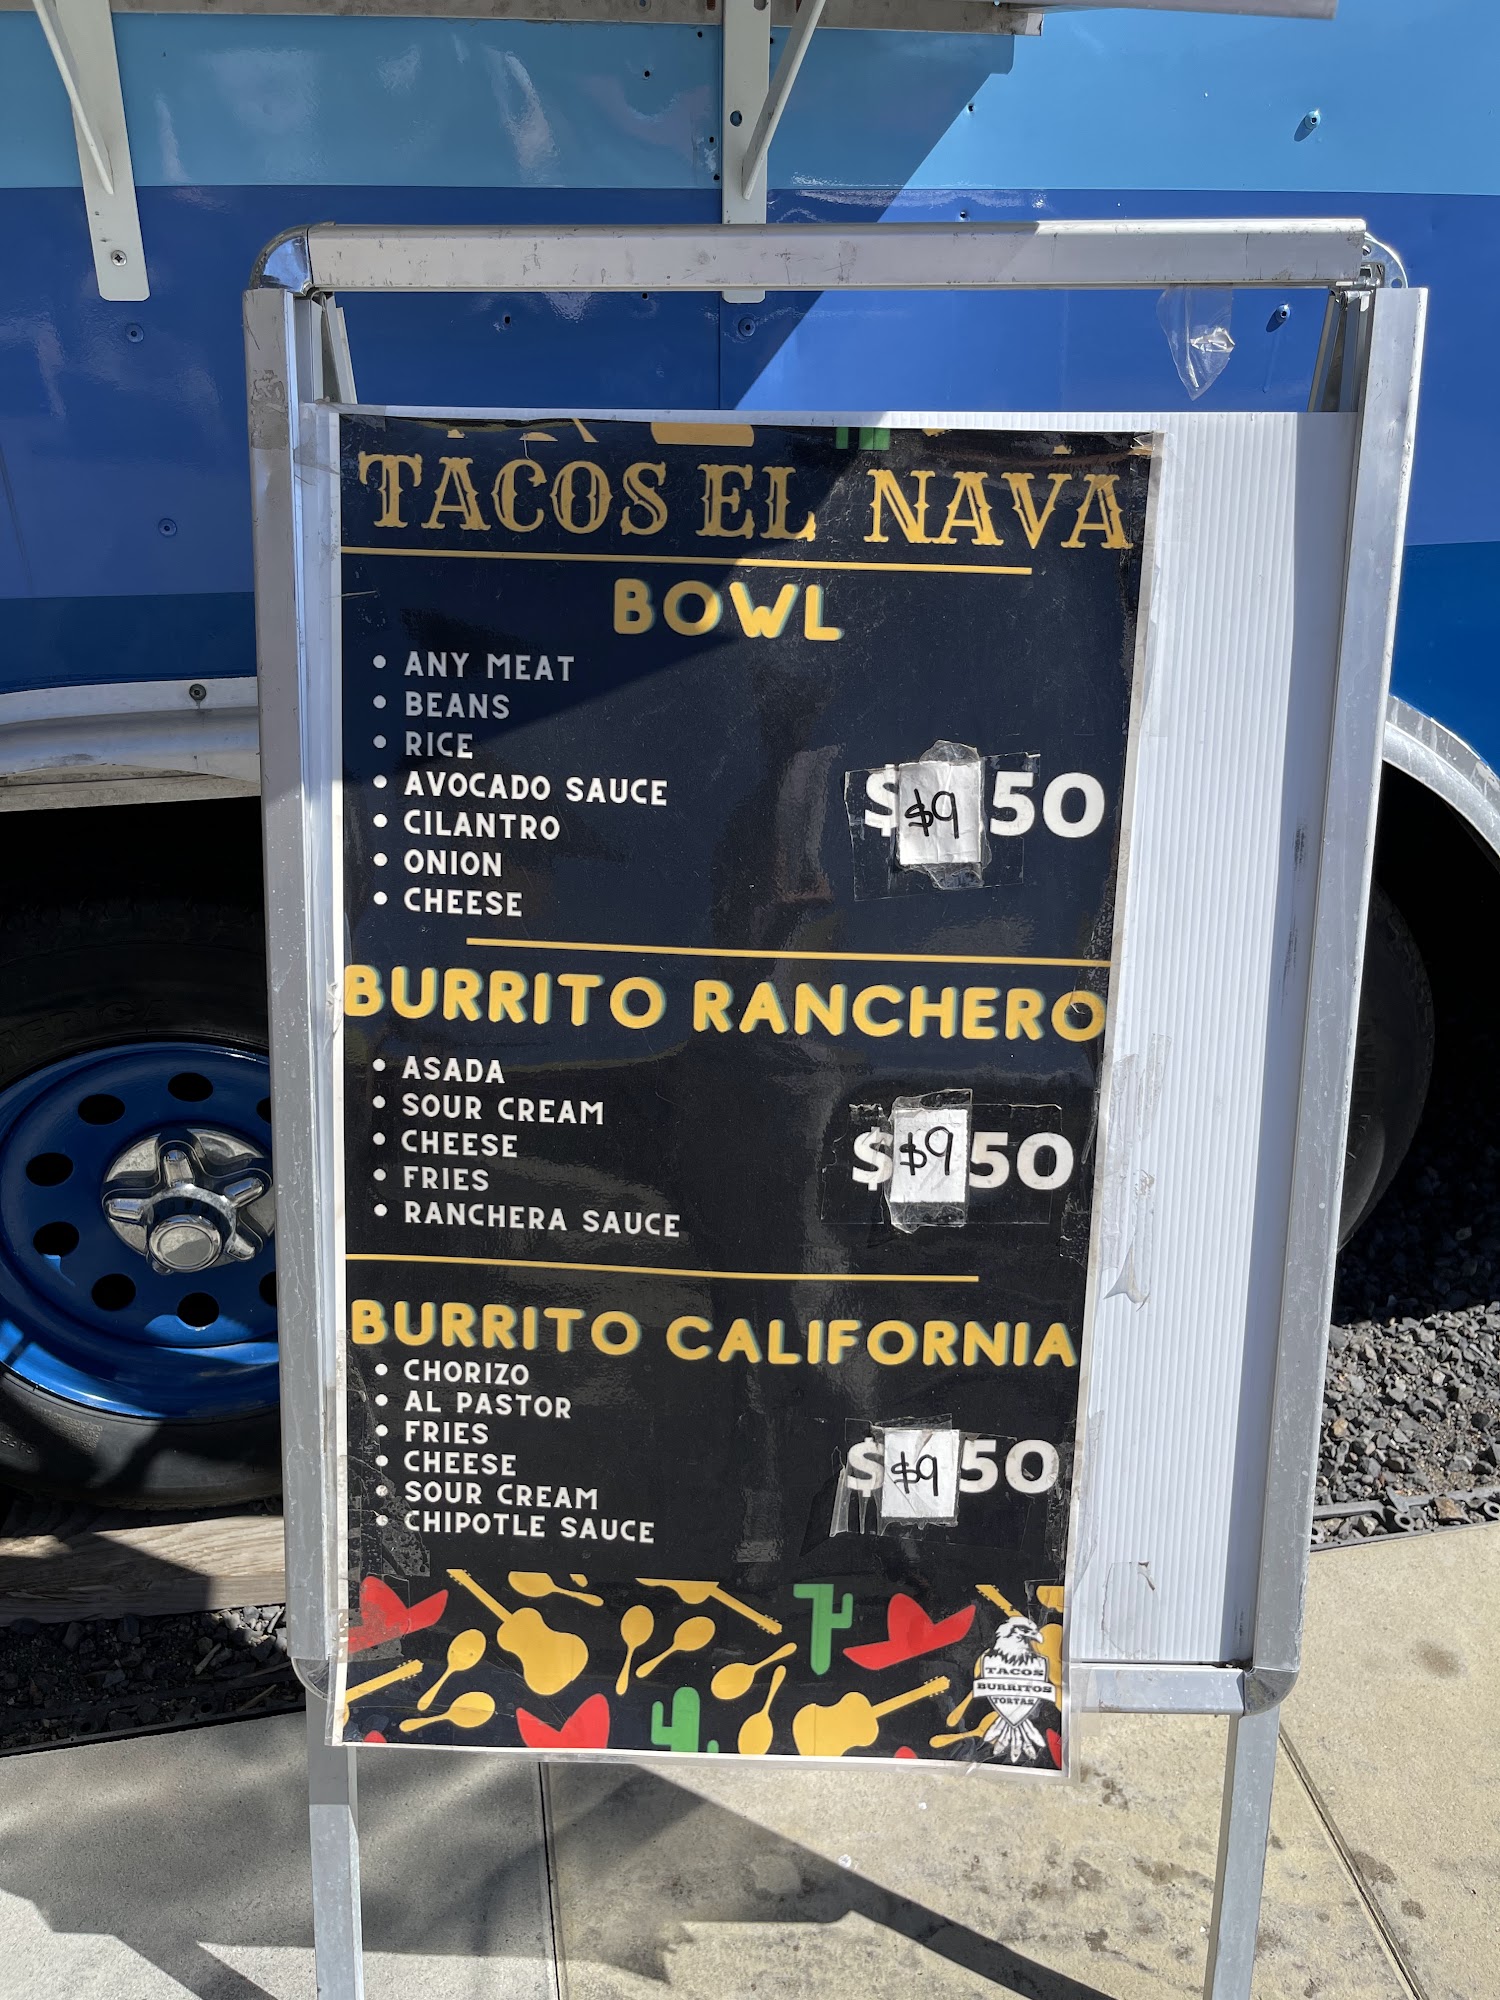 TACOS EL NAVA
BOWL
• ANY MEAT
• BEANS
• RICE
• AVOCADO SAUCE
• CILANTRO
• ONION
• CHEESE
$ $9 50
BURRITO RANCHERO
• ASADA
• SOUR CREAM
• CHEESE
• FRIES
• RANCHERA SAUCE
$ $9 50
BURRITO CALIFORNIA
• CHORIZO
• AL PASTOR
• FRIES
• CHEESE
• SOUR CREAM
• CHIPOTLE SAUCE
$ $9 50
TACOS
BURRITOS
TORTAS